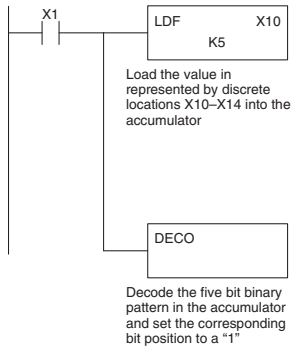 X1
LDF X10
K5
Load the value in
represented by discrete
locations X10–X14 into the
accumulator
DECO
Decode the five bit binary
pattern in the accumulator
and set the corresponding
bit position to a “1”